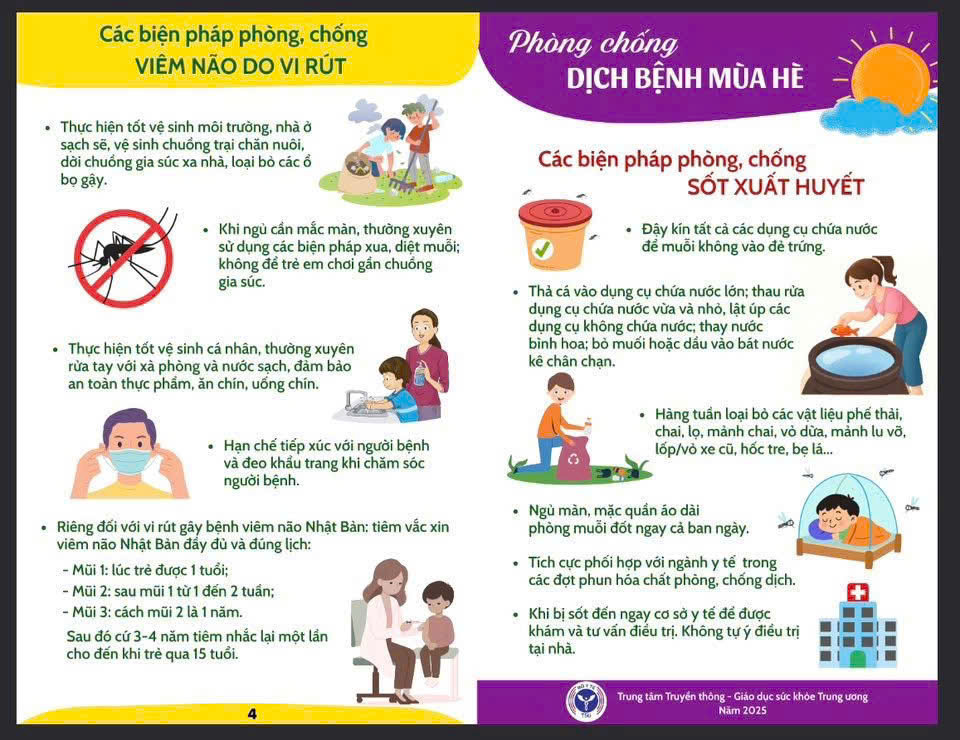 Các biện pháp phòng, chống
VIÊM NÃO DO VI RÚT
• Thực hiện tốt vệ sinh môi trường, nhà ở
sạch sẽ, vệ sinh chuồng trại chăn nuôi,
dời chuồng gia súc xa nhà, loại bỏ các ổ
bọ gậy.
• Khi ngủ cần mắc màn, thường xuyên
sử dụng các biện pháp xua, diệt muỗi;
không để trẻ em chơi gần chuồng
gia súc.
• Thực hiện tốt vệ sinh cá nhân, thường xuyên
rửa tay với xà phòng và nước sạch, đảm bảo
an toàn thực phẩm, ăn chín, uống chín.
• Hạn chế tiếp xúc với người bệnh
và đeo khẩu trang khi chăm sóc
người bệnh.
• Riêng đối với vi rút gây bệnh viêm não Nhật Bản: tiêm vắc xin
viêm não Nhật Bản đầy đủ và đúng lịch:
- Mũi 1: lúc trẻ được 1 tuổi;
- Mũi 2: sau mũi 1 từ 1 đến 2 tuần;
- Mũi 3: cách mũi 2 là 1 năm.
Sau đó cứ 3-4 năm tiêm nhắc lại một lần
cho đến khi trẻ qua 15 tuổi.
4
Phòng chống
DỊCH BỆNH MÙA HÈ
Các biện pháp phòng, chống
SỐT XUẤT HUYẾT
• Đậy kín tất cả các dụng cụ chứa nước
để muỗi không vào đẻ trứng.
• Thả cá vào dụng cụ chứa nước lớn; thau rửa
dụng cụ chứa nước vừa và nhỏ, lật úp các
dụng cụ không chứa nước; thay nước
bình hoa; bỏ muối hoặc dầu vào bát nước
kê chân chạn.
• Hàng tuần loại bỏ các vật liệu phế thải,
chai, lọ, mảnh chai, vỏ dừa, mảnh lu vỡ,
lốp/vỏ xe cũ, hốc tre, bẹ lá...
• Ngủ màn, mặc quần áo dài
phòng muỗi đốt ngay cả ban ngày.
• Tích cực phối hợp với ngành y tế trong
các đợt phun hóa chất phòng, chống dịch.
• Khi bị sốt đến ngay cơ sở y tế để được
khám và tư vấn điều trị. Không tự ý điều trị
tại nhà.
BỘ Y TẾ
T5G
Trung tâm Truyền thông - Giáo dục sức khỏe Trung ương
Năm 2025